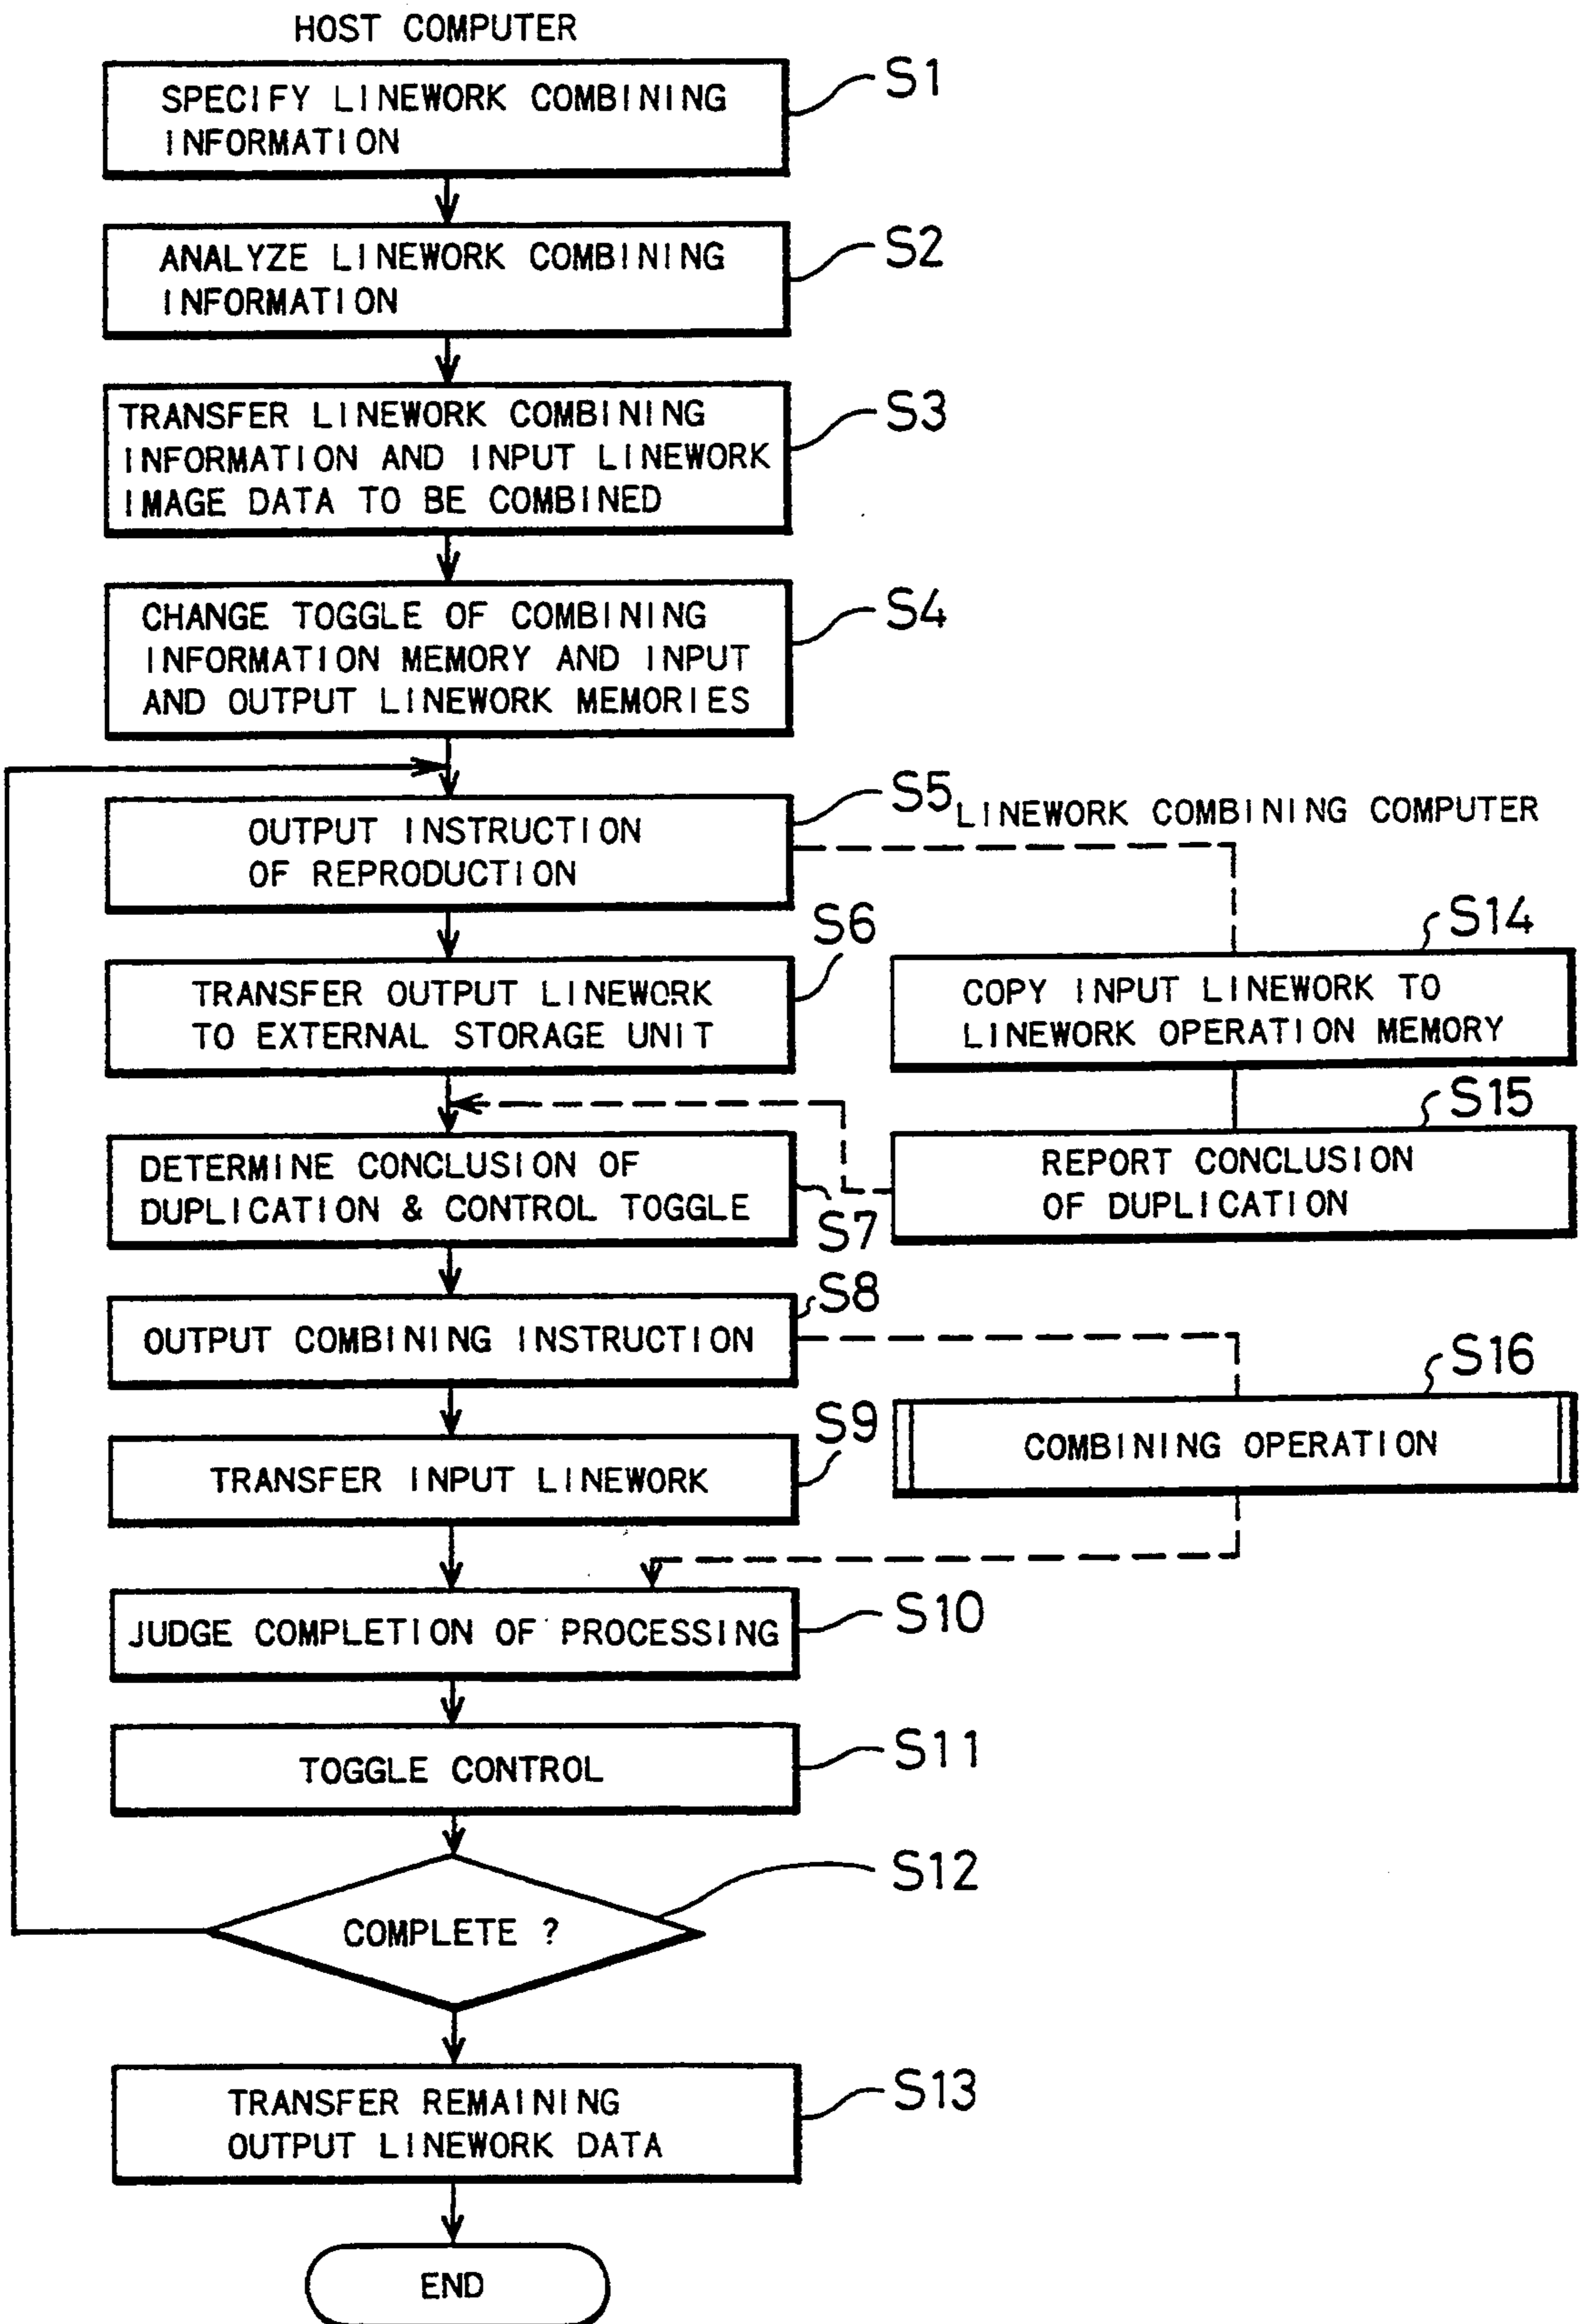 HOST COMPUTER
SPECIFY LINEWORK COMBINING
INFORMATION
S1
ANALYZE LINEWORK COMBINING
INFORMATION
S2
TRANSFER LINEWORK COMBINING
INFORMATION AND INPUT LINEWORK
IMAGE DATA TO BE COMBINED
S3
CHANGE TOGGLE OF COMBINING
INFORMATION MEMORY AND INPUT
AND OUTPUT LINEWORK MEMORIES
S4
OUTPUT INSTRUCTION
OF REPRODUCTION
S5
LINEWORK COMBINING COMPUTER
TRANSFER OUTPUT LINEWORK
TO EXTERNAL STORAGE UNIT
S6
COPY INPUT LINEWORK TO
LINEWORK OPERATION MEMORY
S14
DETERMINE CONCLUSION OF
DUPLICATION & CONTROL TOGGLE
S7
REPORT CONCLUSION
OF DUPLICATION
S15
OUTPUT COMBINING INSTRUCTION
S8
COMBINING OPERATION
S16
TRANSFER INPUT LINEWORK
S9
JUDGE COMPLETION OF PROCESSING
S10
TOGGLE CONTROL
S11
COMPLETE ?
S12
TRANSFER REMAINING
OUTPUT LINEWORK DATA
S13
END